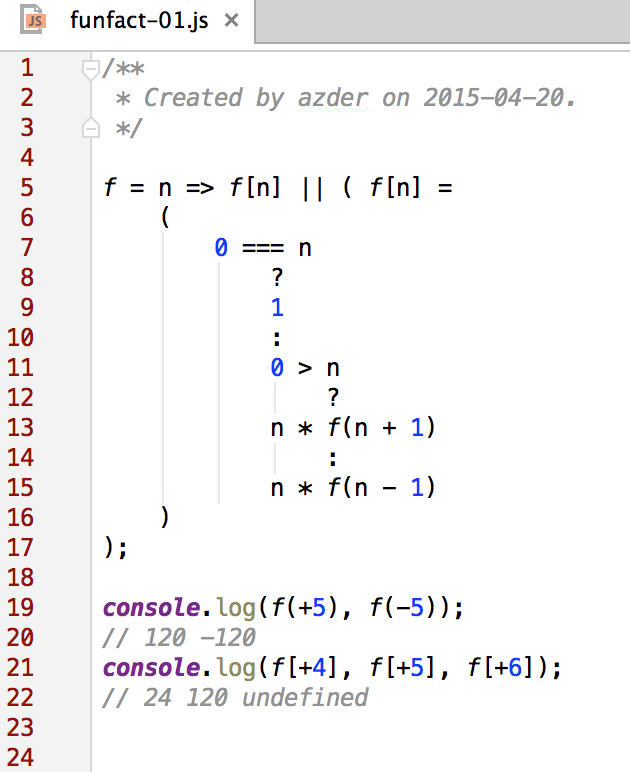 JS funfact-01.js ×
1 /**
2  * Created by azder on 2015-04-20.
3  */
4
5 f = n => f[n] || ( f[n] =
6     (
7         0 === n
8             ?
9             1
10             :
11             0 > n
12                 ?
13             n * f(n + 1)
14                 :
15             n * f(n - 1)
16     )
17 );
18
19 console.log(f(+5), f(-5));
20 // 120 -120
21 console.log(f[+4], f[+5], f[+6]);
22 // 24 120 undefined
23
24